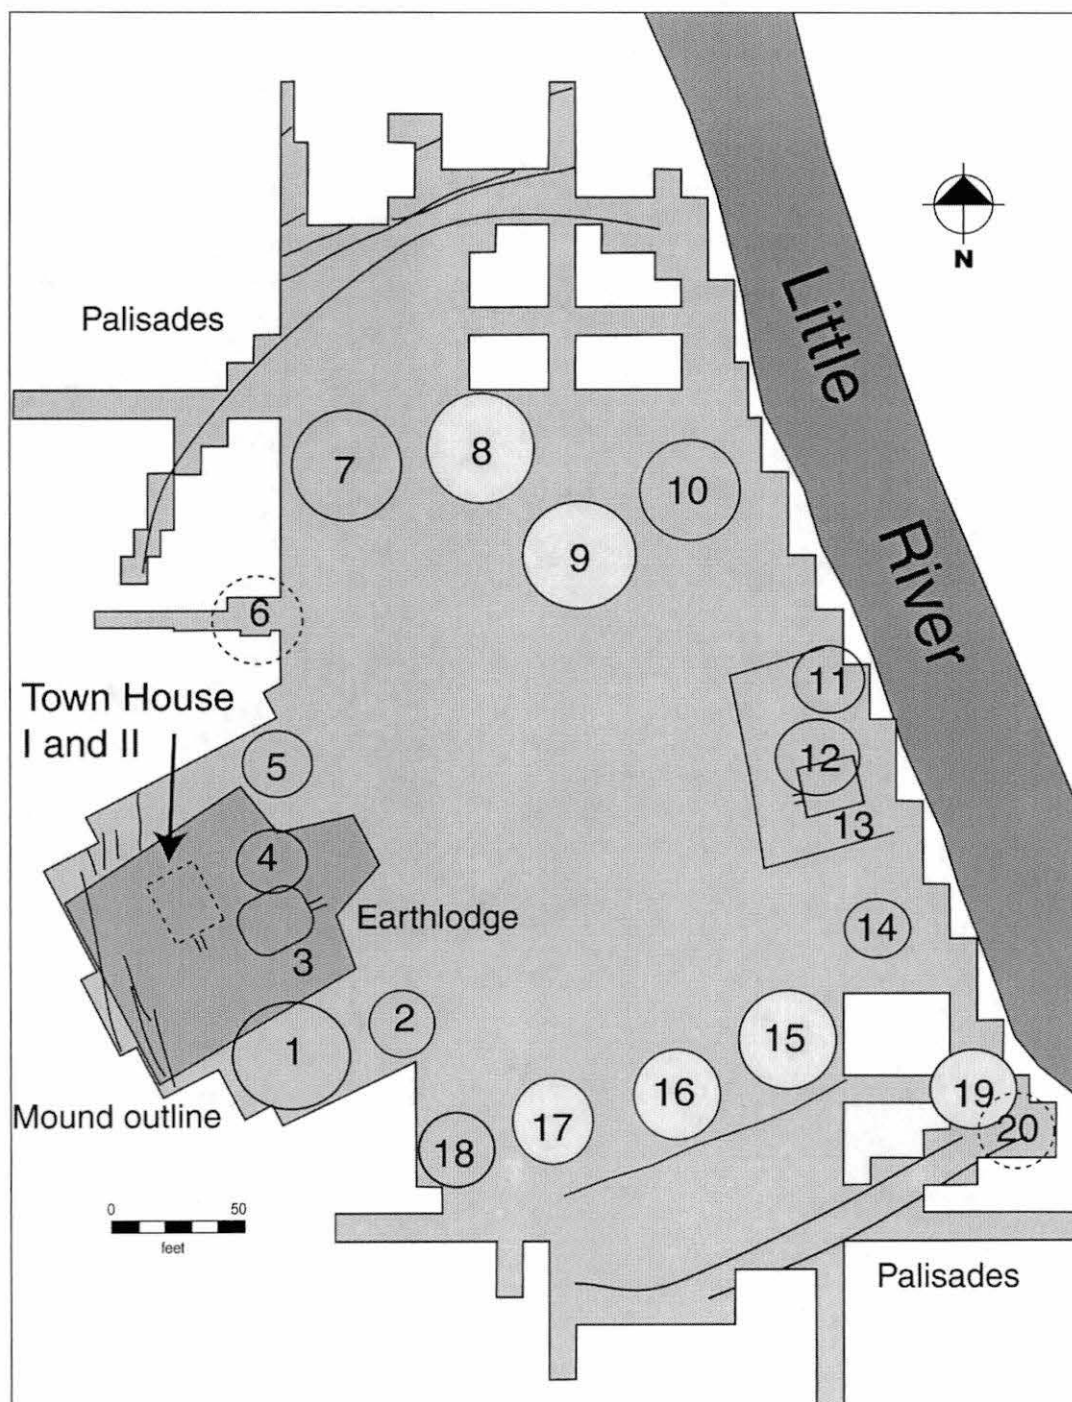 N
Little
River
Palisades
7
8
10
9
6
11
Town House
I and II
12
5
13
4
Earthlodge
14
3
2
15
1
19
16
20
Mound outline
17
18
0 50
feet
Palisades